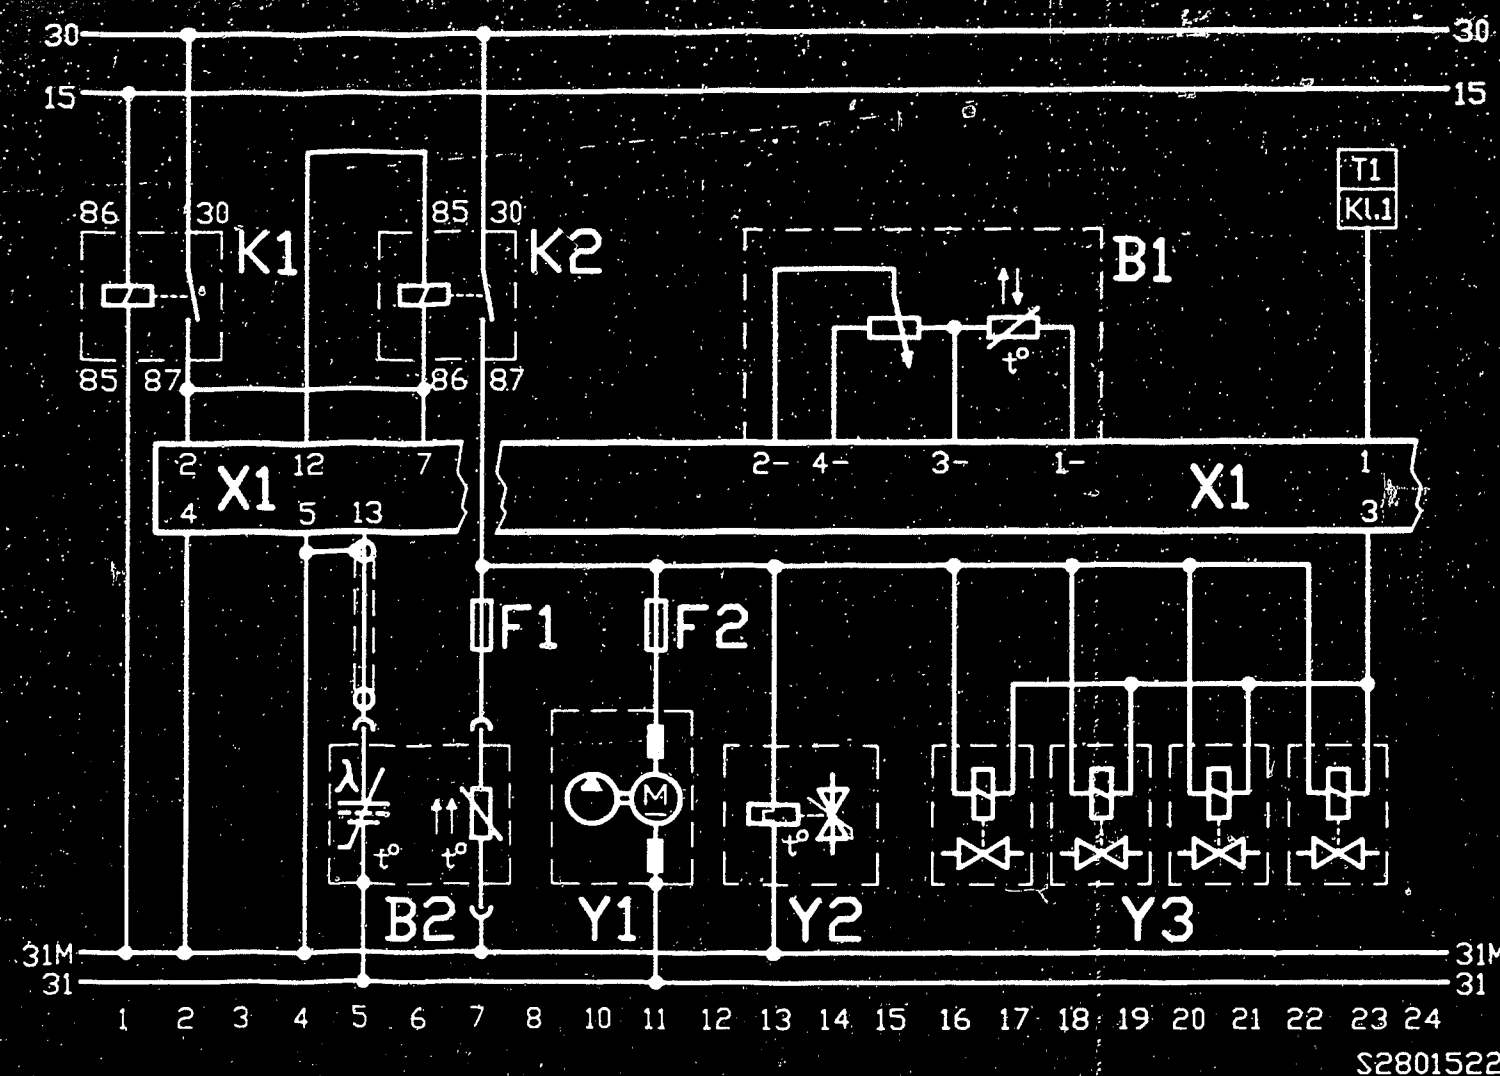 30 30
15 15
T1
Kl.1
86 30 85 30
K1 K2 B1
t°
85 87 86 87
2 12 7 2- 4- 3- 1- 1
X1 X1
4 5 13 3
F1 F2
λ M
t° t° t°
B2 Y1 Y2 Y3
31M 31M
31 31
1 2 3 4 5 6 7 8 10 11 12 13 14 15 16 17 18 19 20 21 22 23 24
S2801522